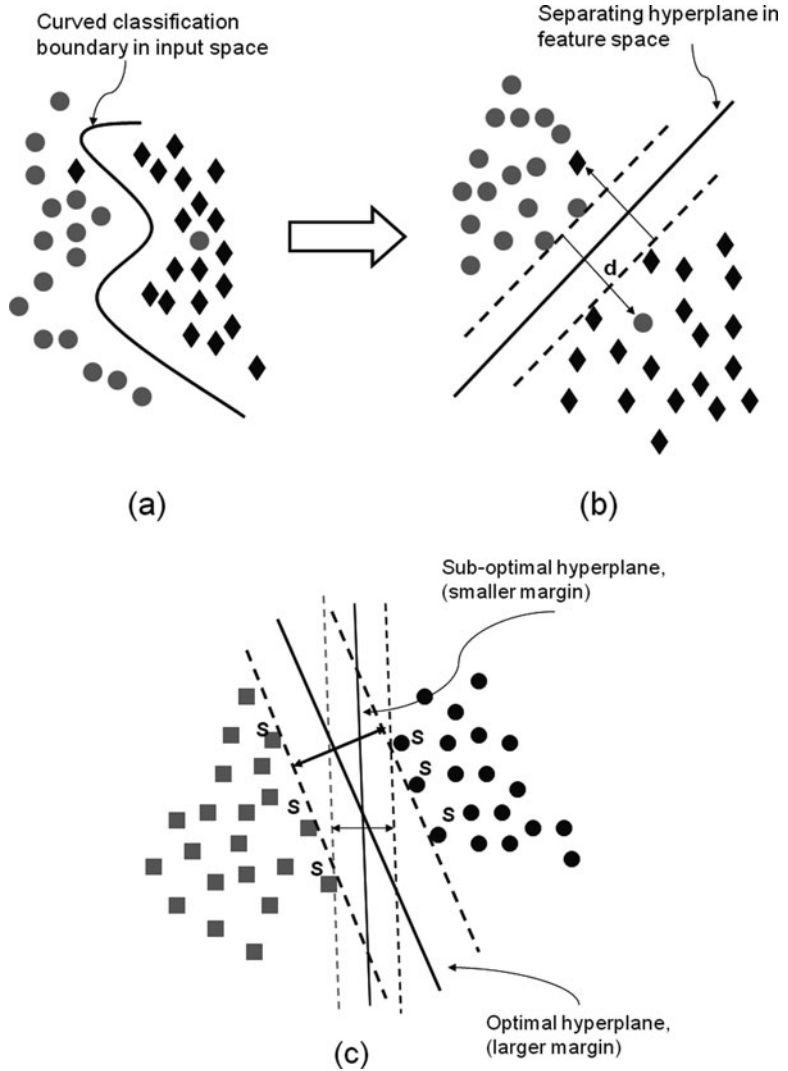 Curved classification
boundary in input space
Separating hyperplane in
feature space
d
(a)
(b)
Sub-optimal hyperplane,
(smaller margin)
S
S
S
S
S
S
Optimal hyperplane,
(larger margin)
(c)